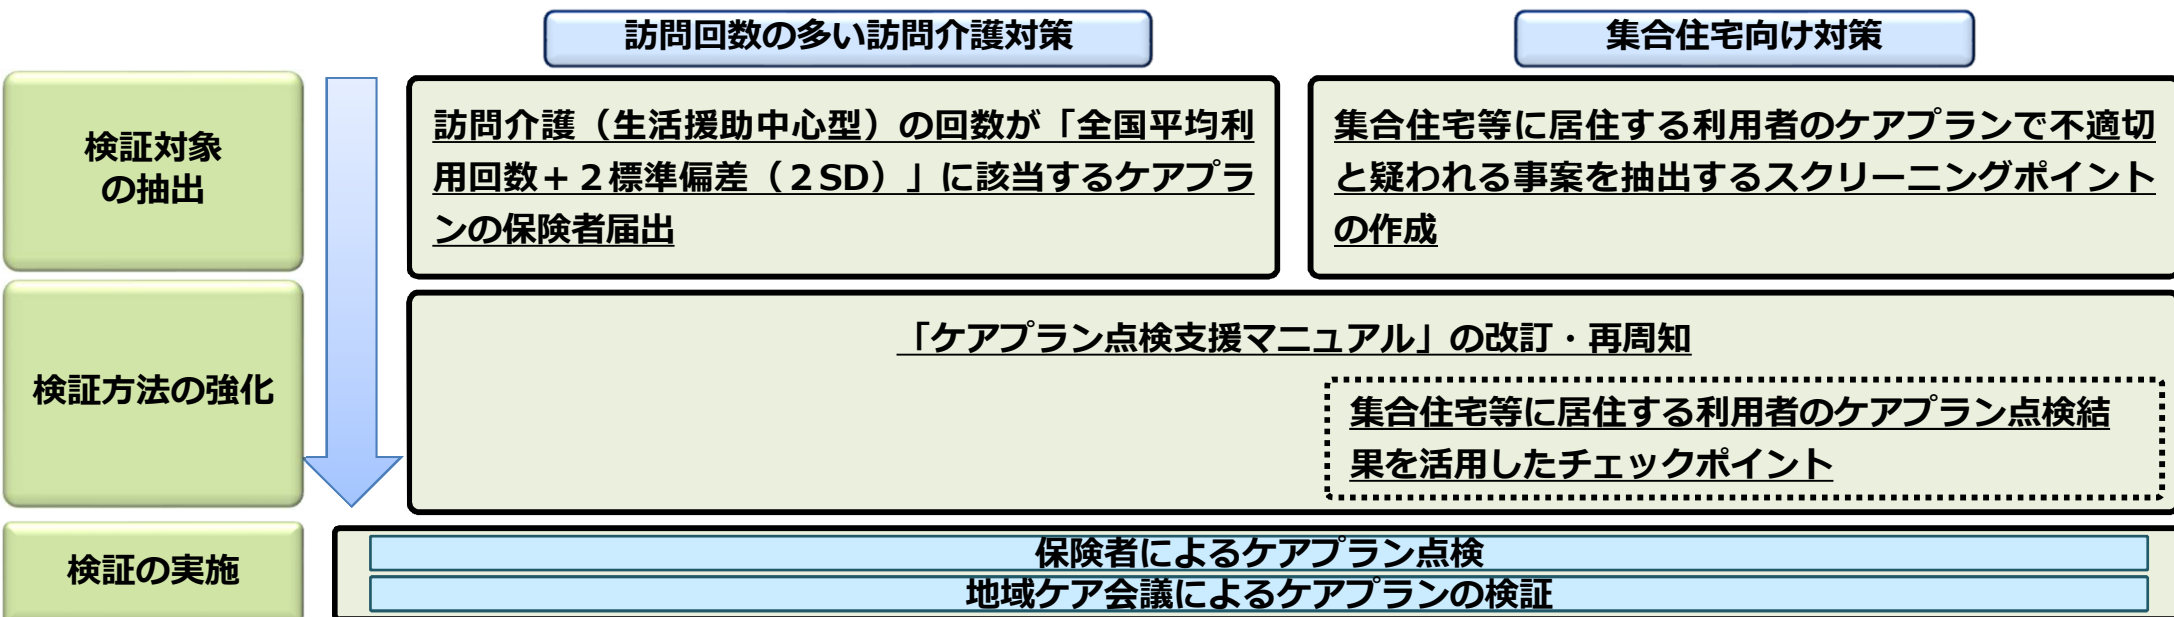 訪問回数の多い訪問介護対策
集合住宅向け対策
検証対象
の抽出
訪問介護（生活援助中心型）の回数が「全国平均利
用回数＋２標準偏差（２SD）」に該当するケアプラ
ンの保険者届出
集合住宅等に居住する利用者のケアプランで不適切
と疑われる事案を抽出するスクリーニングポイント
の作成
検証方法の強化
「ケアプラン点検支援マニュアル」の改訂・再周知
集合住宅等に居住する利用者のケアプラン点検結
果を活用したチェックポイント
検証の実施
保険者によるケアプラン点検
地域ケア会議によるケアプランの検証